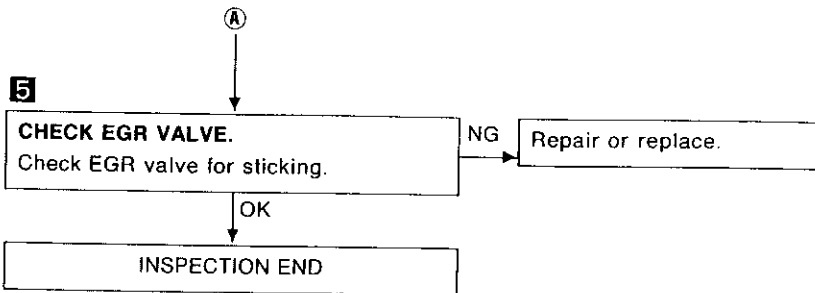 Ⓐ
5
CHECK EGR VALVE.
Check EGR valve for sticking.
NG
Repair or replace.
OK
INSPECTION END